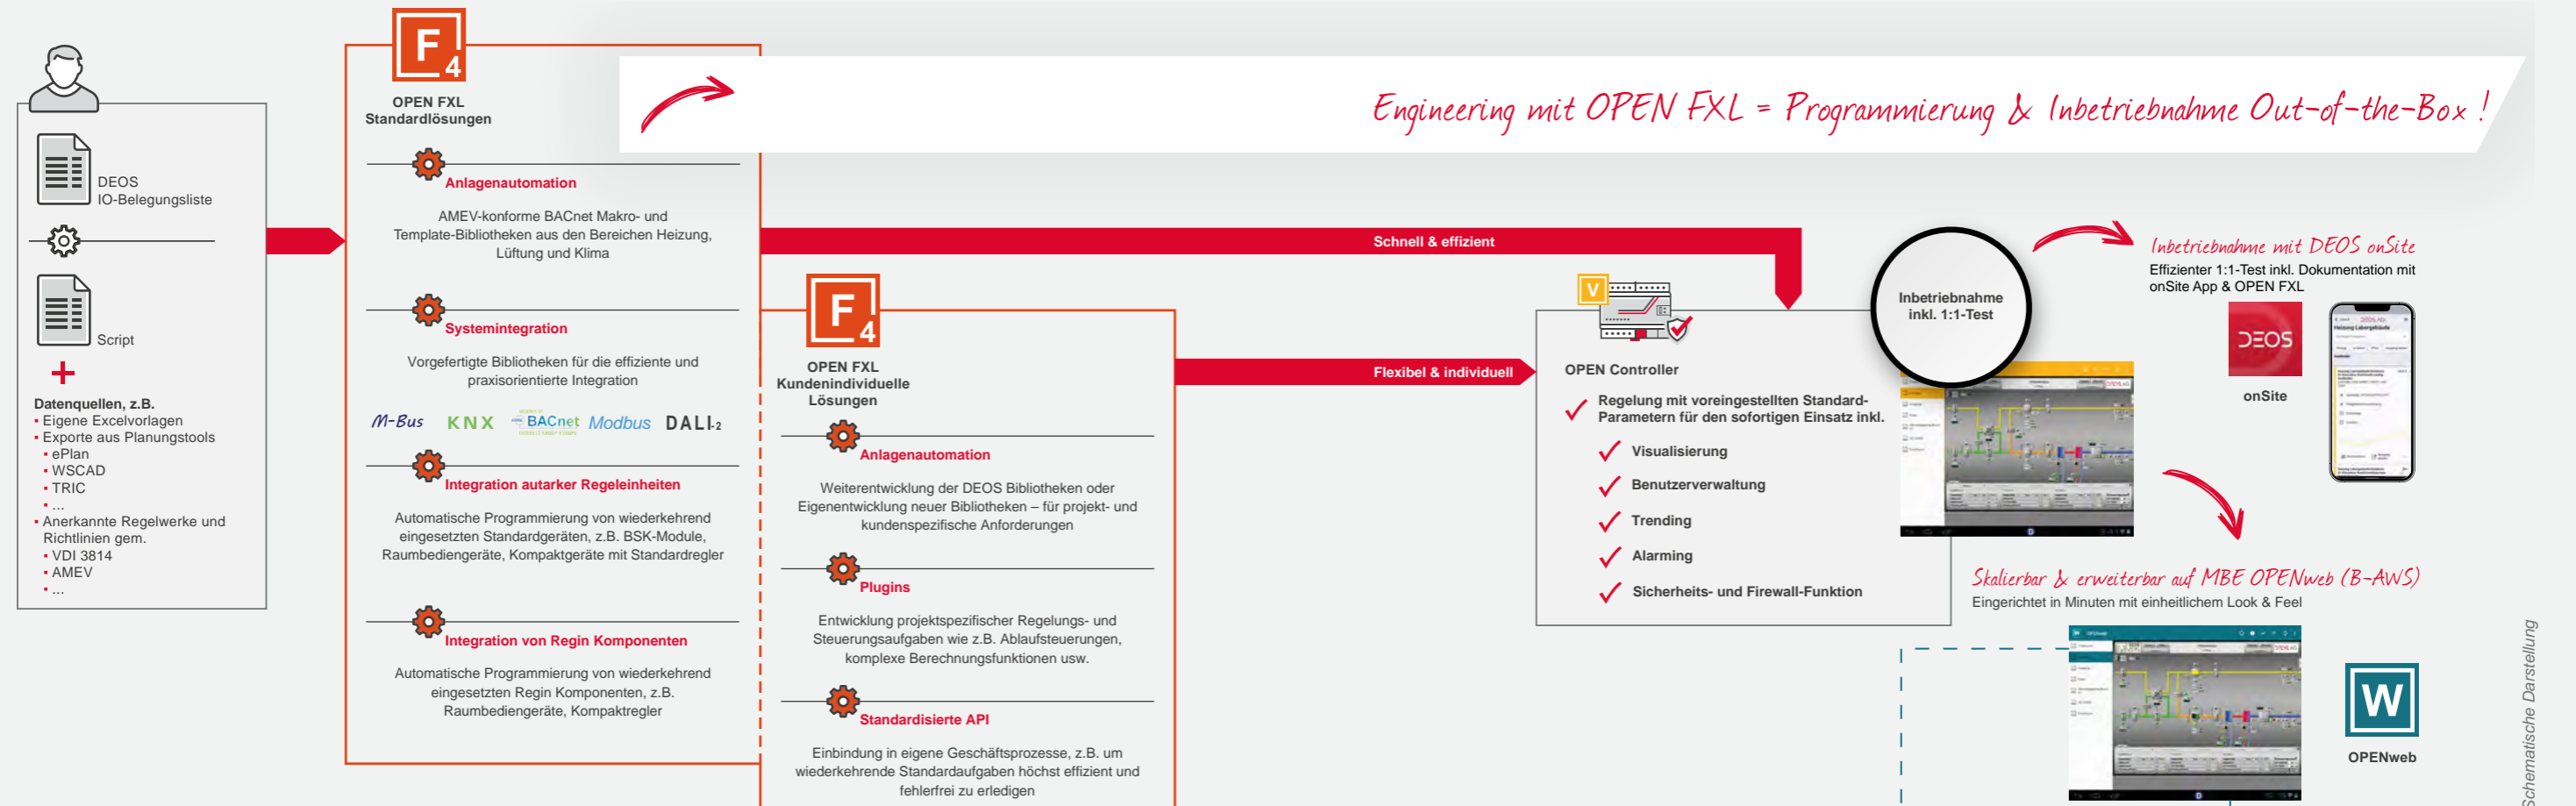 Engineering mit OPEN FXL = Programmierung & Inbetriebnahme Out-of-the-Box !
DEOS
IO-Belegungsliste
Script
+
Datenquellen, z.B.
▪ Eigene Excelvorlagen
▪ Exporte aus Planungstools
▪ ePlan
▪ WSCAD
▪ TRIC
▪ ...
▪ Anerkannte Regelwerke und
Richtlinien gem.
▪ VDI 3814
▪ AMEV
▪ ...
F4
OPEN FXL
Standardlösungen
Anlagenautomation
AMEV-konforme BACnet Makro- und
Template-Bibliotheken aus den Bereichen Heizung,
Lüftung und Klima
Systemintegration
Vorgefertigte Bibliotheken für die effiziente und
praxisorientierte Integration
M-Bus KNX BACnet Modbus DALI-2
Integration autarker Regeleinheiten
Automatische Programmierung von wiederkehrend
eingesetzten Standardgeräten, z.B. BSK-Module,
Raumbediengeräte, Kompaktgeräte mit Standardregler
Integration von Regin Komponenten
Automatische Programmierung von wiederkehrend
eingesetzten Regin Komponenten, z.B.
Raumbediengeräte, Kompaktregler
F4
OPEN FXL
Kundenindividuelle
Lösungen
Anlagenautomation
Weiterentwicklung der DEOS Bibliotheken oder
Eigenentwicklung neuer Bibliotheken – für projekt- und
kundenspezifische Anforderungen
Plugins
Entwicklung projektspezifischer Regelungs- und
Steuerungsaufgaben wie z.B. Ablaufsteuerungen,
komplexe Berechnungsfunktionen usw.
Standardisierte API
Einbindung in eigene Geschäftsprozesse, z.B. um
wiederkehrende Standardaufgaben höchst effizient und
fehlerfrei zu erledigen
Schnell & effizient
Flexibel & individuell
V
OPEN Controller
Regelung mit voreingestellten Standard-
Parametern für den sofortigen Einsatz inkl.
Visualisierung
Benutzerverwaltung
Trending
Alarming
Sicherheits- und Firewall-Funktion
Inbetriebnahme
inkl. 1:1-Test
Inbetriebnahme mit DEOS onSite
Effizienter 1:1-Test inkl. Dokumentation mit
onSite App & OPEN FXL
DEOS
onSite
Heizung Laborgebäude
Skalierbar & erweiterbar auf MBE OPENweb (B-AWS)
Eingerichtet in Minuten mit einheitlichem Look & Feel
W
OPENweb
Schematische Darstellung